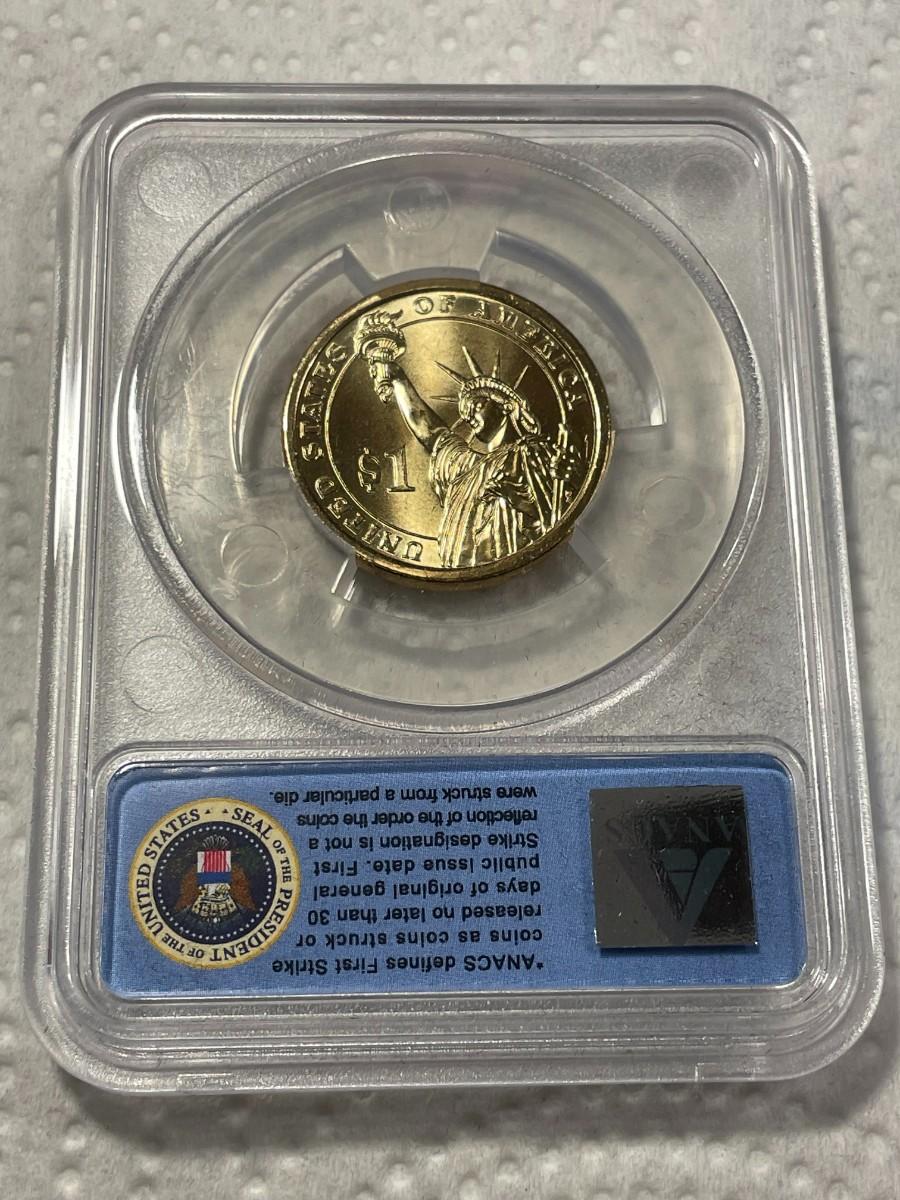 UNITED STATES OF AMERICA
$1
*ANACS defines First Strike
coins as coins struck or
released no later than 30
days of original general
public issue date. First
Strike designation is not a
reflection of the order the coins
were struck from a particular die.
SEAL OF THE PRESIDENT OF THE UNITED STATES
ANACS